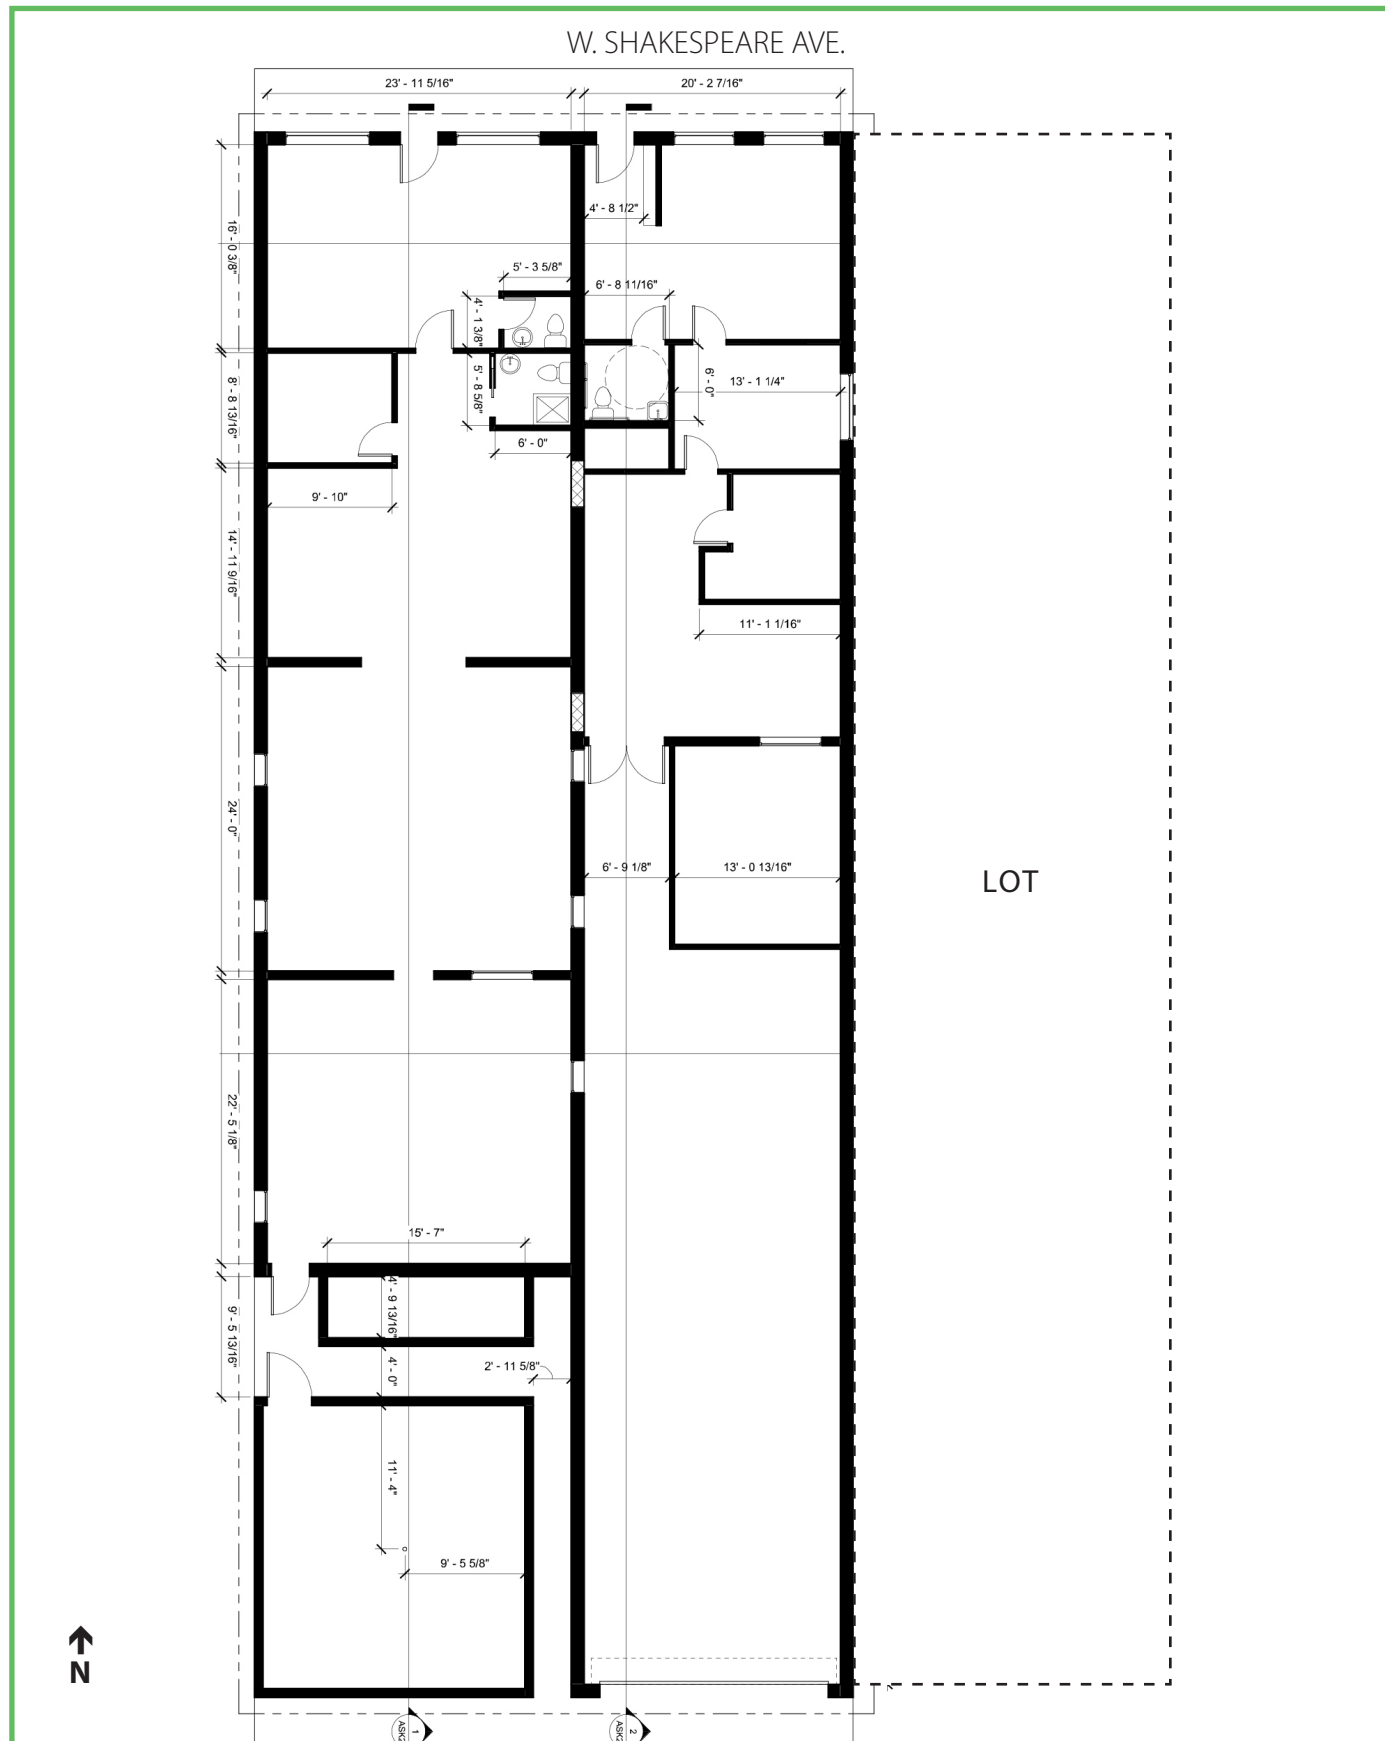 W. SHAKESPEARE AVE.
23' - 11 5/16"
20' - 2 7/16"
16' - 0 3/8"
4' - 8 1/2"
5' - 3 5/8"
6' - 8 11/16"
4' - 1 3/8"
8' - 8 13/16"
5' - 8 5/8"
6' - 0"
13' - 1 1/4"
6' - 0"
9' - 10"
14' - 11 9/16"
11' - 1 1/16"
24' - 0"
6' - 9 1/8"
13' - 0 13/16"
LOT
22' - 5 1/8"
15' - 7"
4' - 9 13/16"
9' - 5 13/16"
4' - 0"
2' - 11 5/8"
11' - 4"
9' - 5 5/8"
N
1
2